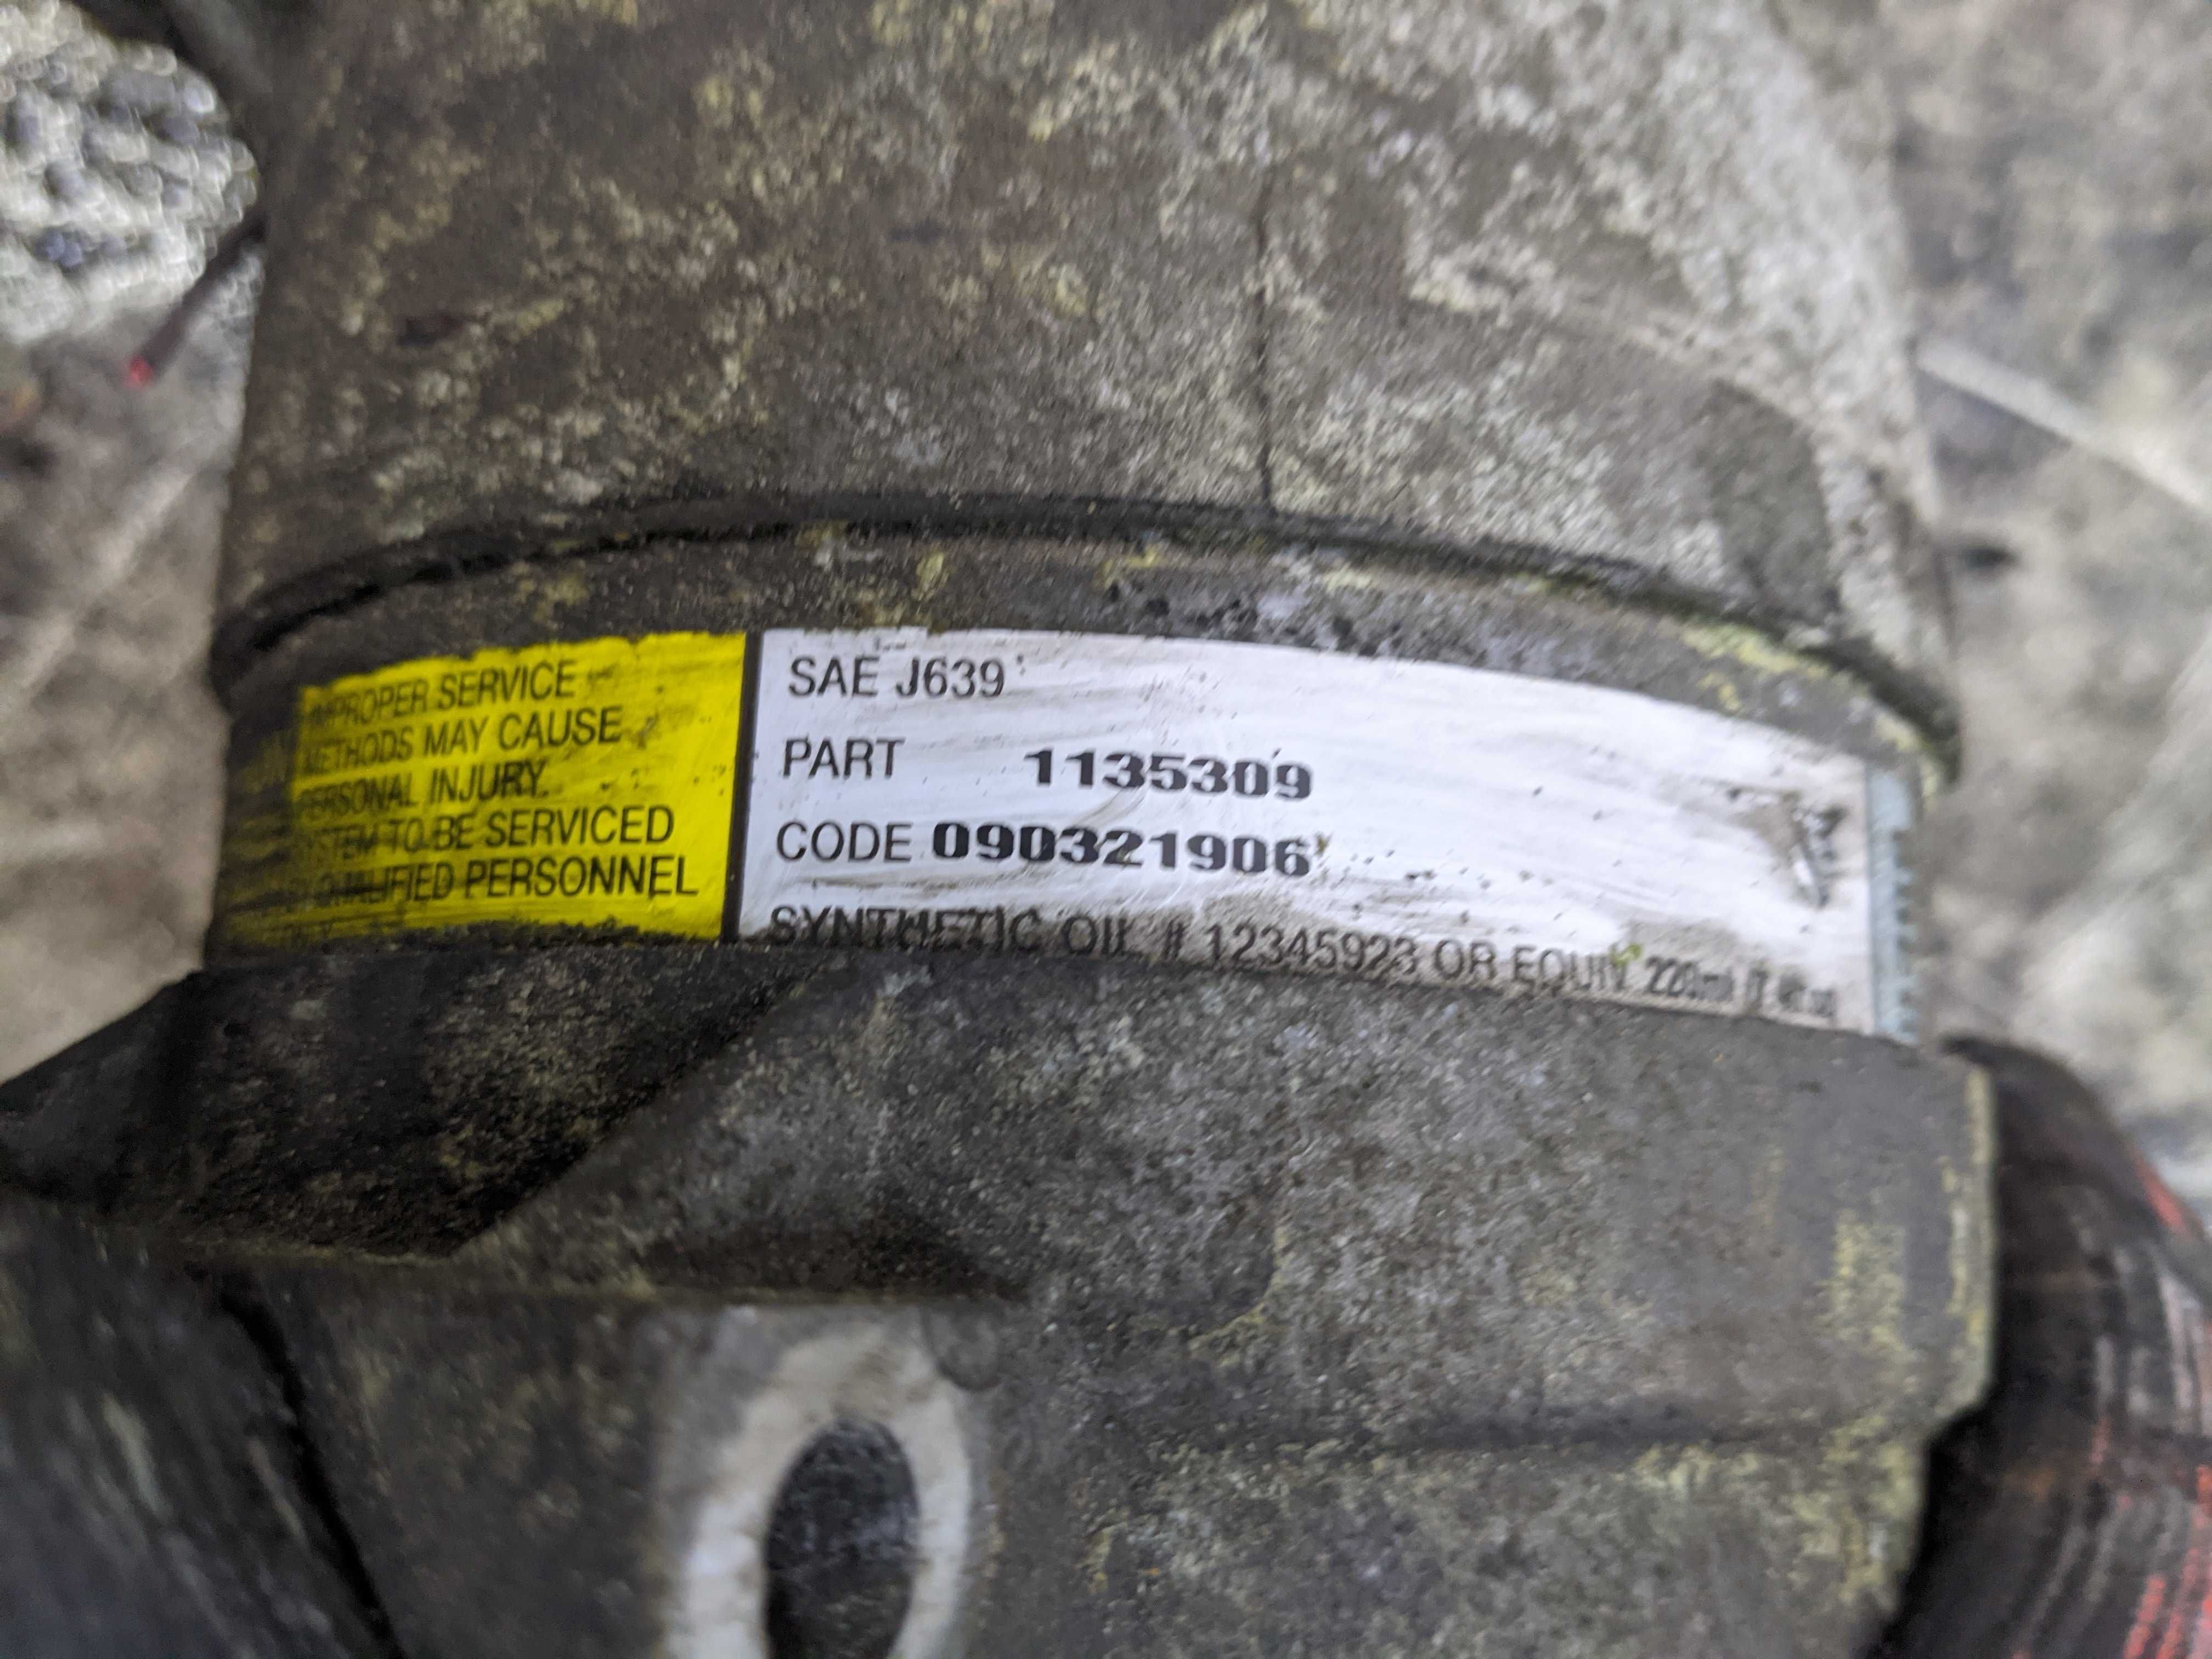 IMPROPER SERVICE
METHODS MAY CAUSE
PERSONAL INJURY.
SYSTEM TO BE SERVICED
QUALIFIED PERSONNEL
SAE J639
PART 1135309
CODE 090321906
SYNTHETIC OIL # 12345923 OR EQUIV. 220ml